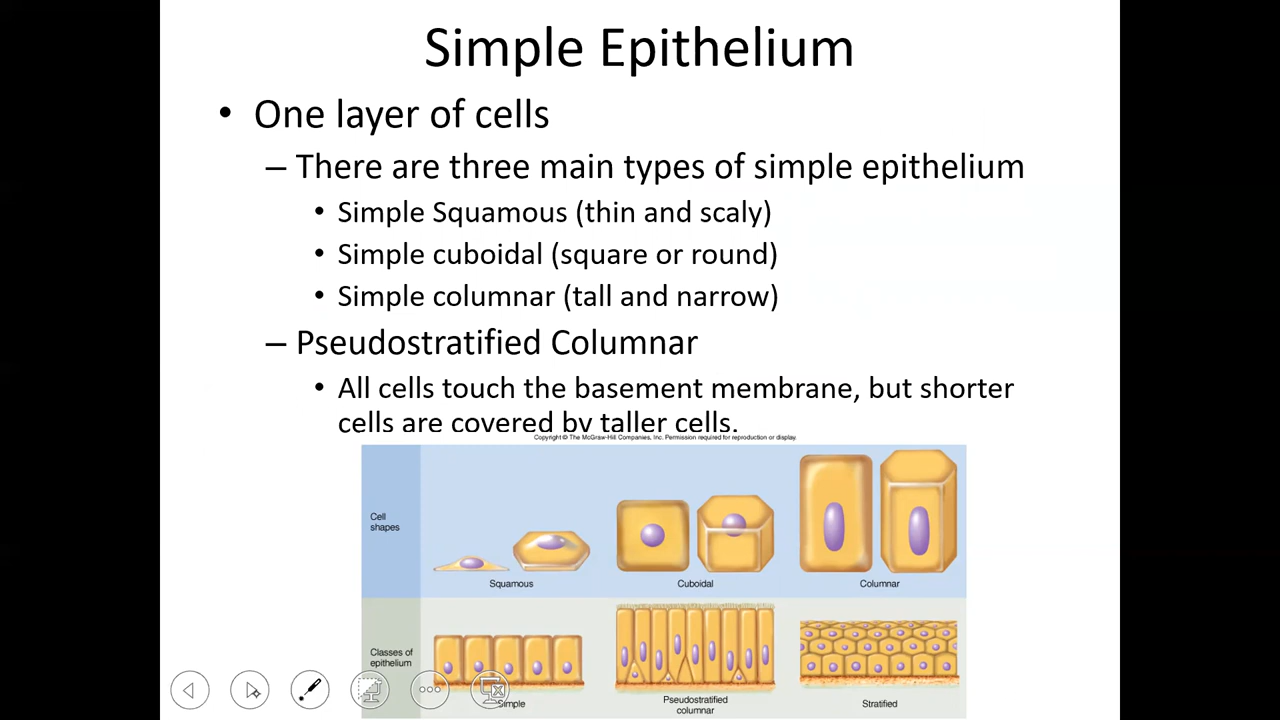 Simple Epithelium
• One layer of cells
– There are three main types of simple epithelium
• Simple Squamous (thin and scaly)
• Simple cuboidal (square or round)
• Simple columnar (tall and narrow)
– Pseudostratified Columnar
• All cells touch the basement membrane, but shorter
cells are covered by taller cells.
Copyright © The McGraw-Hill Companies, Inc. Permission required for reproduction or display.
Cell
shapes
Squamous
Cuboidal
Columnar
Classes of
epithelium
Simple
Pseudostratified
columnar
Stratified